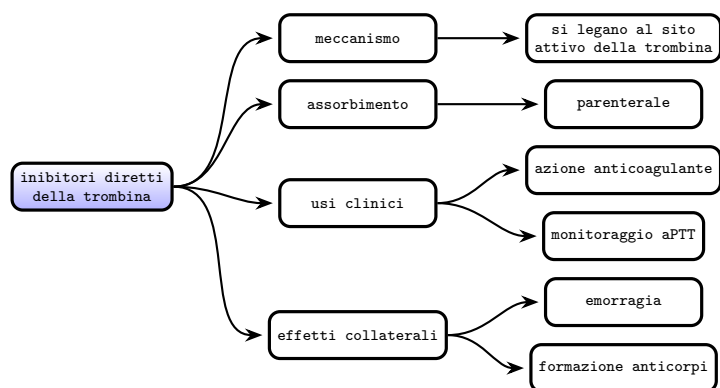 inibitori diretti
della trombina
meccanismo
si legano al sito
attivo della trombina
assorbimento
parenterale
usi clinici
azione anticoagulante
monitoraggio aPTT
effetti collaterali
emorragia
formazione anticorpi